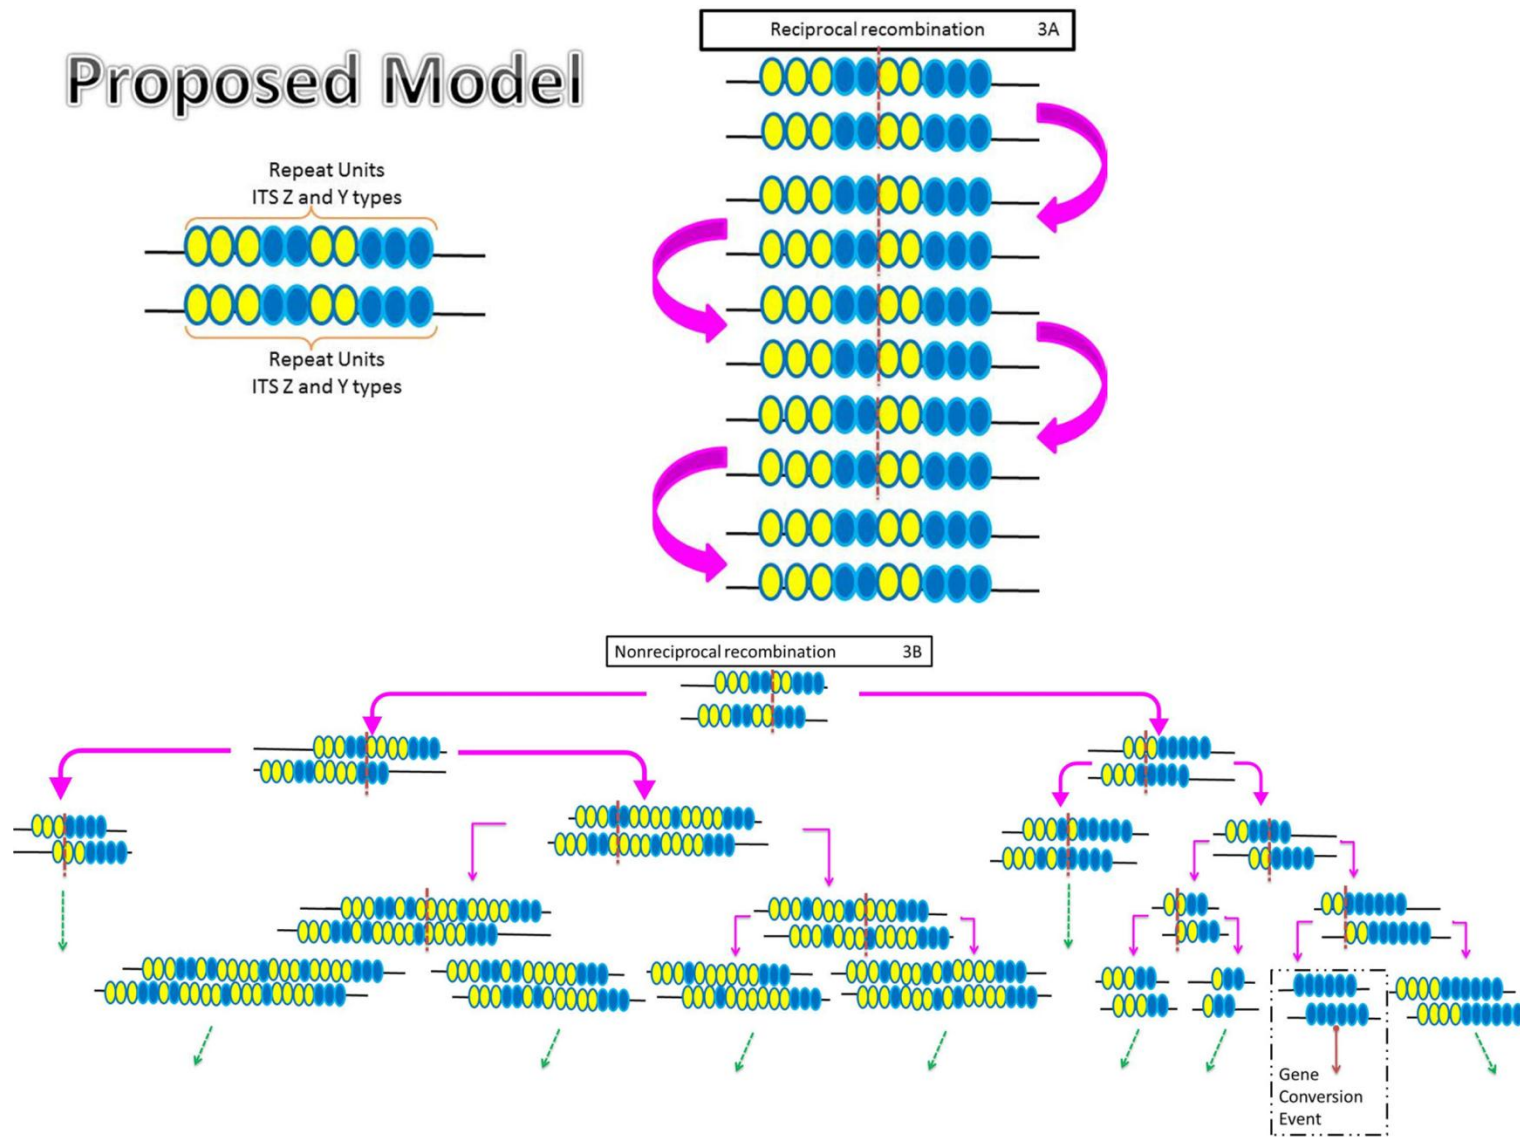 Proposed Model
Reciprocal recombination 3A
Repeat Units
ITS Z and Y types
Repeat Units
ITS Z and Y types
Nonreciprocal recombination 3B
Gene
Conversion
Event